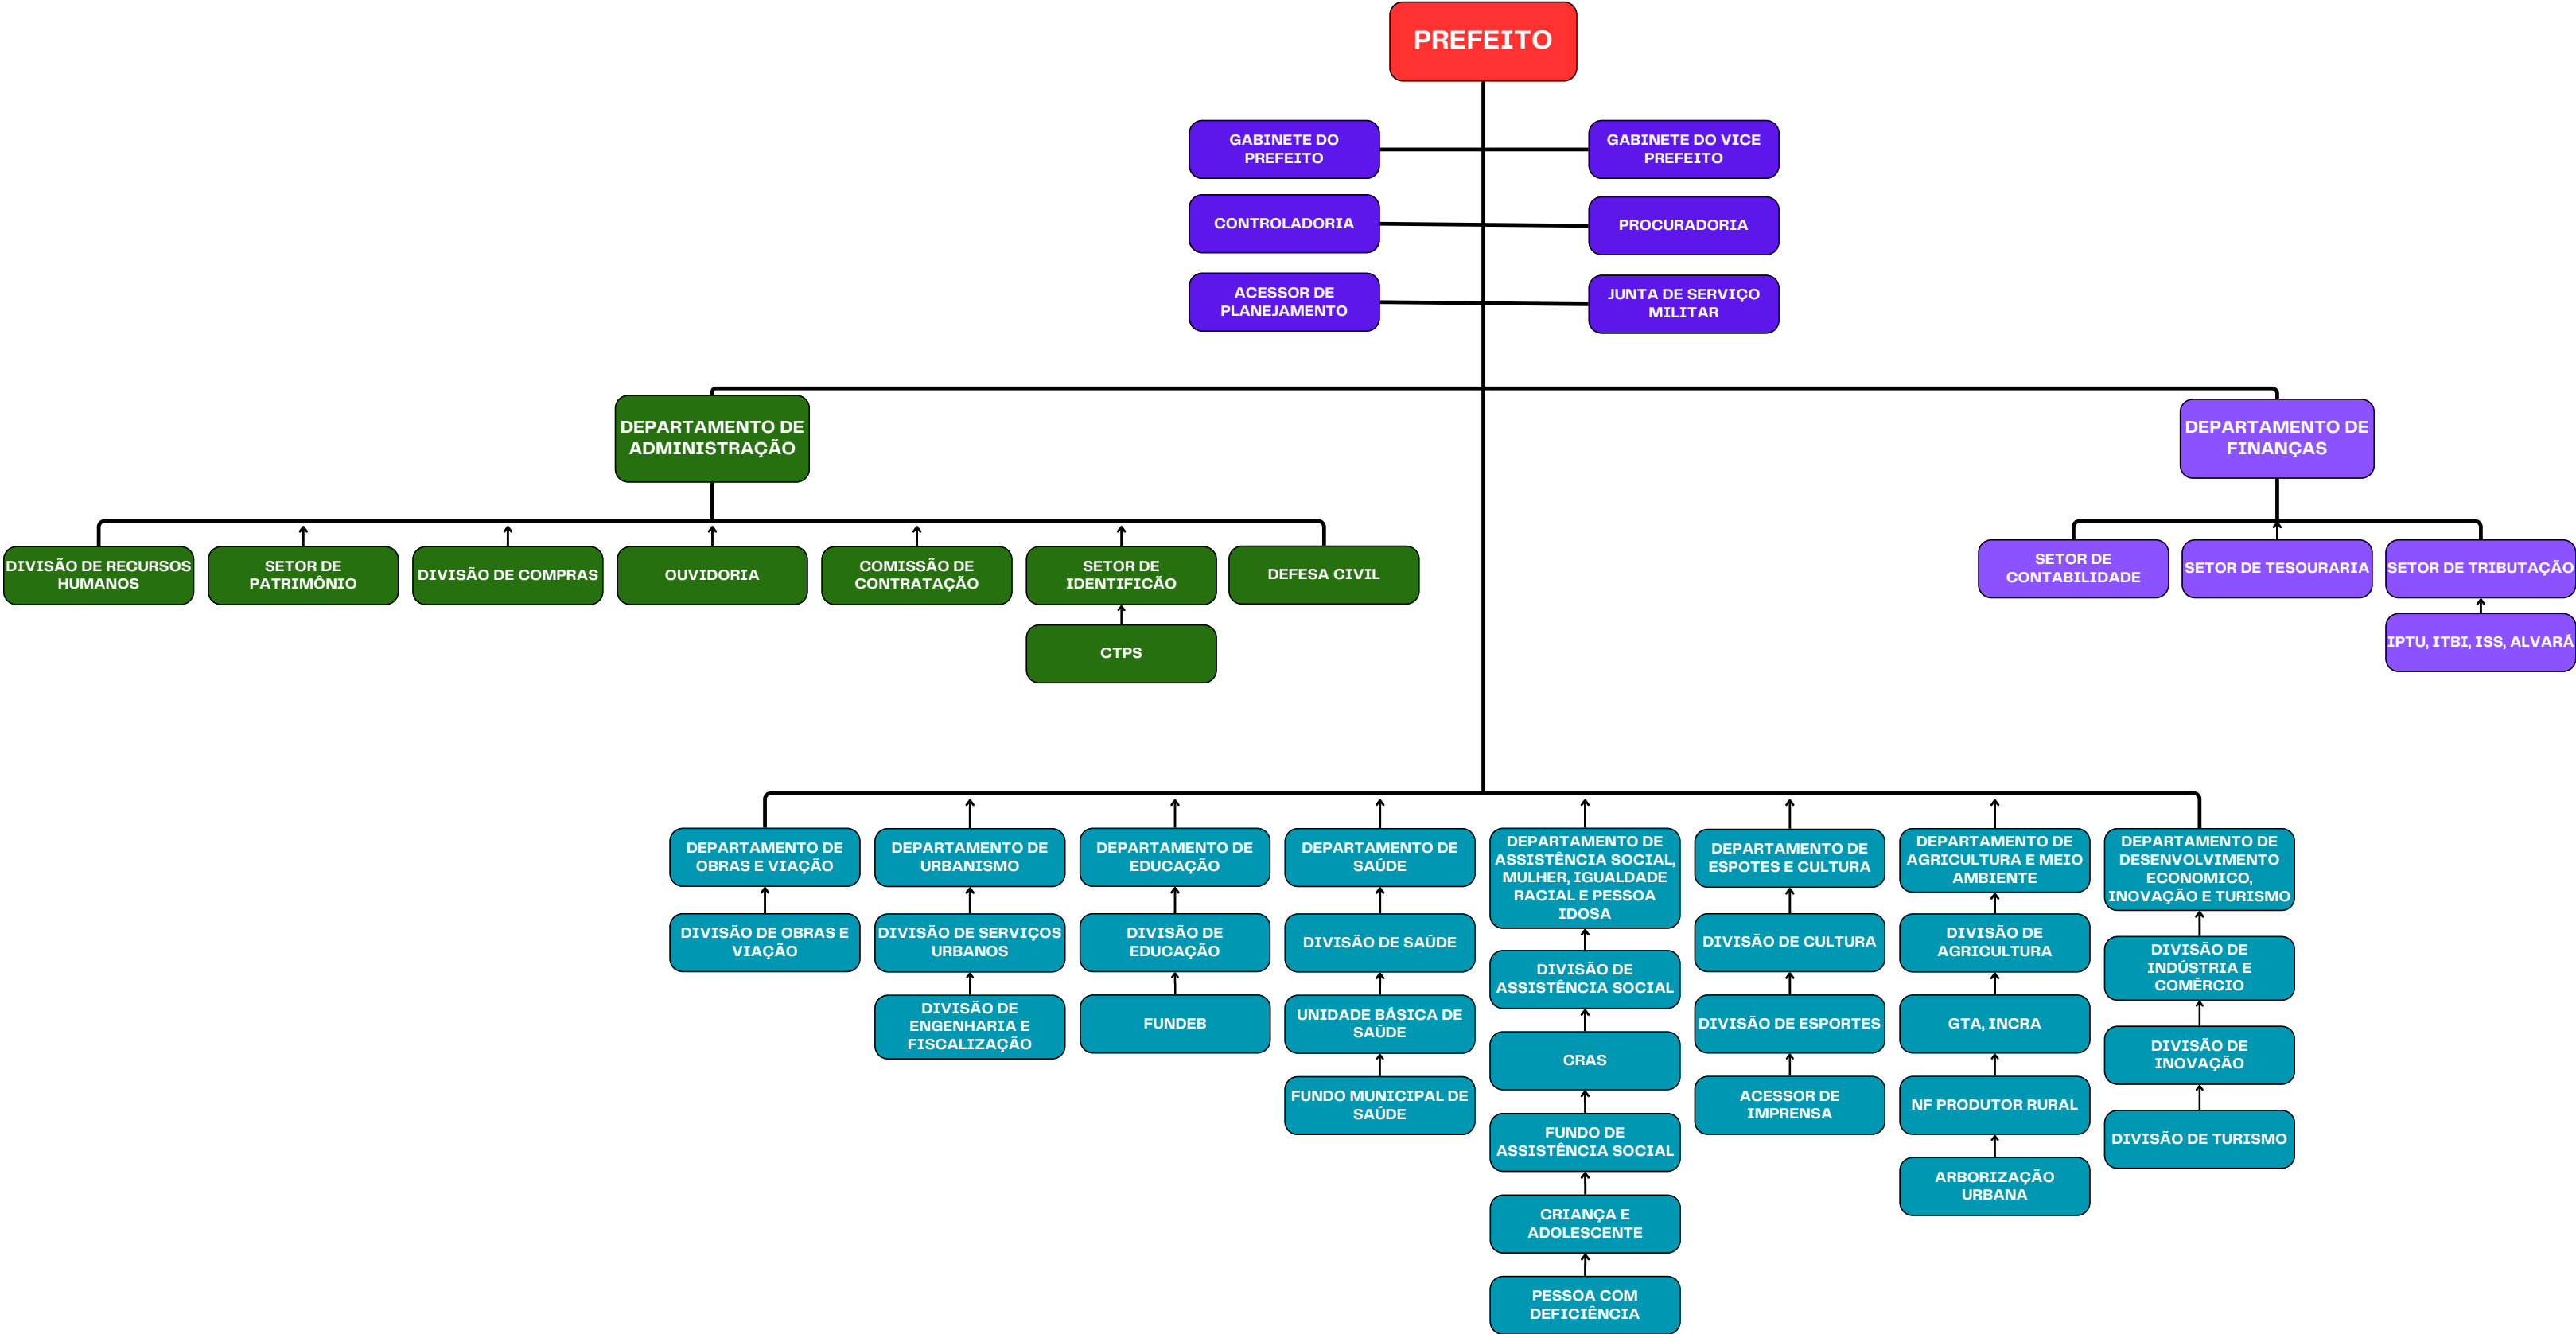 PREFEITO
GABINETE DO
PREFEITO
GABINETE DO VICE
PREFEITO
CONTROLADORIA
PROCURADORIA
ACESSOR DE
PLANEJAMENTO
JUNTA DE SERVIÇO
MILITAR
DEPARTAMENTO DE
ADMINISTRAÇÃO
DEPARTAMENTO DE
FINANÇAS
DIVISÃO DE RECURSOS
HUMANOS
SETOR DE
PATRIMÔNIO
DIVISÃO DE COMPRAS
OUVIDORIA
COMISSÃO DE
CONTRATAÇÃO
SETOR DE
IDENTIFICÃO
DEFESA CIVIL
CTPS
SETOR DE
CONTABILIDADE
SETOR DE TESOURARIA
SETOR DE TRIBUTAÇÃO
IPTU, ITBI, ISS, ALVARÁ
DEPARTAMENTO DE
OBRAS E VIAÇÃO
DIVISÃO DE OBRAS E
VIAÇÃO
DEPARTAMENTO DE
URBANISMO
DIVISÃO DE SERVIÇOS
URBANOS
DIVISÃO DE
ENGENHARIA E
FISCALIZAÇÃO
DEPARTAMENTO DE
EDUCAÇÃO
DIVISÃO DE
EDUCAÇÃO
FUNDEB
DEPARTAMENTO DE
SAÚDE
DIVISÃO DE SAÚDE
UNIDADE BÁSICA DE
SAÚDE
FUNDO MUNICIPAL DE
SAÚDE
DEPARTAMENTO DE
ASSISTÊNCIA SOCIAL,
MULHER, IGUALDADE
RACIAL E PESSOA
IDOSA
DIVISÃO DE
ASSISTÊNCIA SOCIAL
CRAS
FUNDO DE
ASSISTÊNCIA SOCIAL
CRIANÇA E
ADOLESCENTE
PESSOA COM
DEFICIÊNCIA
DEPARTAMENTO DE
ESPOTES E CULTURA
DIVISÃO DE CULTURA
DIVISÃO DE ESPORTES
ACESSOR DE
IMPRENSA
DEPARTAMENTO DE
AGRICULTURA E MEIO
AMBIENTE
DIVISÃO DE
AGRICULTURA
GTA, INCRA
NF PRODUTOR RURAL
ARBORIZAÇÃO
URBANA
DEPARTAMENTO DE
DESENVOLVIMENTO
ECONOMICO,
INOVAÇÃO E TURISMO
DIVISÃO DE
INDÚSTRIA E
COMÉRCIO
DIVISÃO DE
INOVAÇÃO
DIVISÃO DE TURISMO